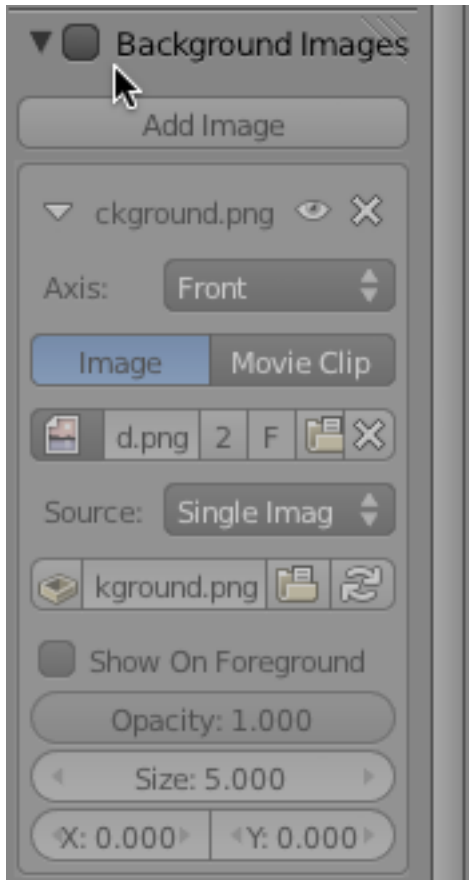 Background Images
Add Image
ckground.png
Axis: Front
Image Movie Clip
d.png 2 F
Source: Single Imag
kground.png
Show On Foreground
Opacity: 1.000
Size: 5.000
X: 0.000 Y: 0.000